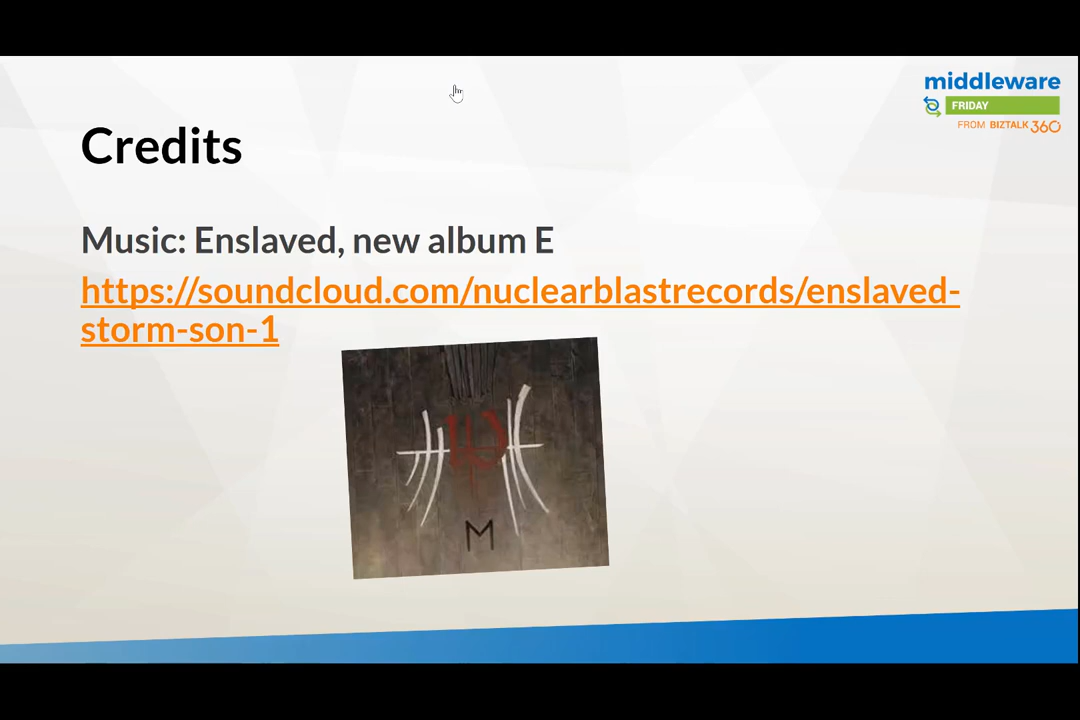 middleware
FRIDAY
FROM BIZTALK 360
Credits
Music: Enslaved, new album E
https://soundcloud.com/nuclearblastrecords/enslaved-
storm-son-1
M